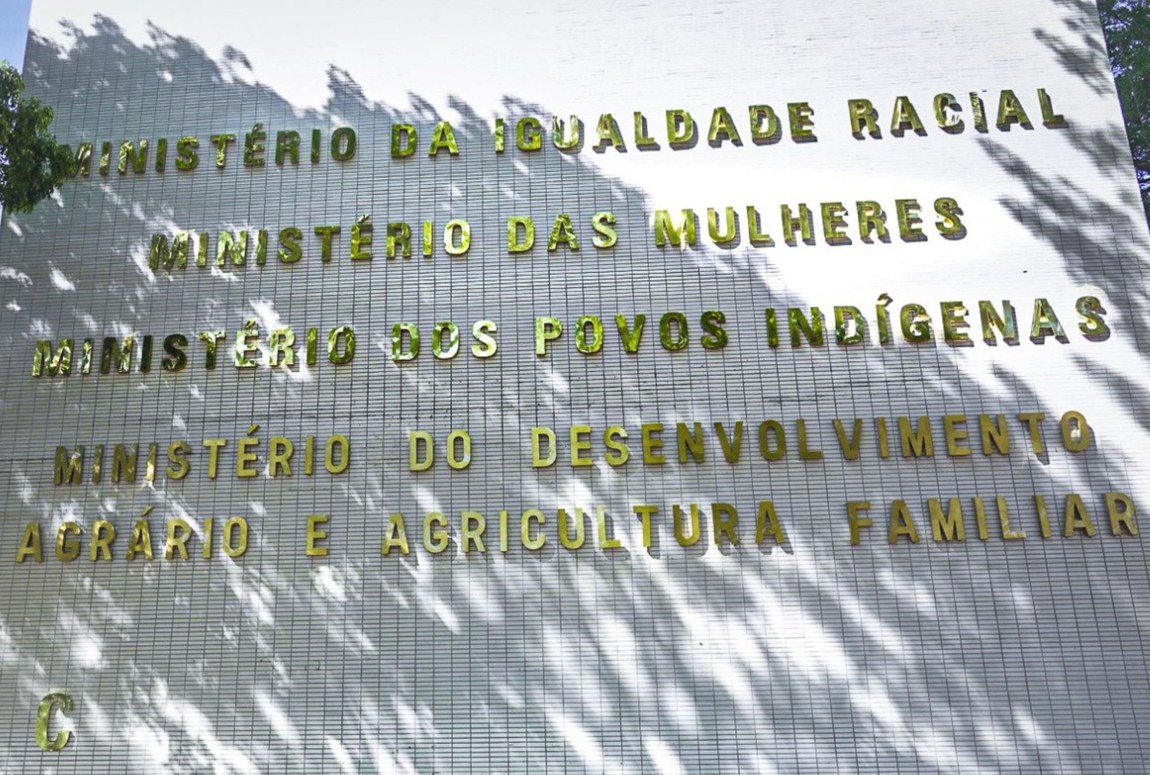 MINISTÉRIO DA IGUALDADE RACIAL
MINISTÉRIO DAS MULHERES
MINISTÉRIO DOS POVOS INDÍGENAS
MINISTÉRIO DO DESENVOLVIMENTO
AGRÁRIO E AGRICULTURA FAMILIAR
C